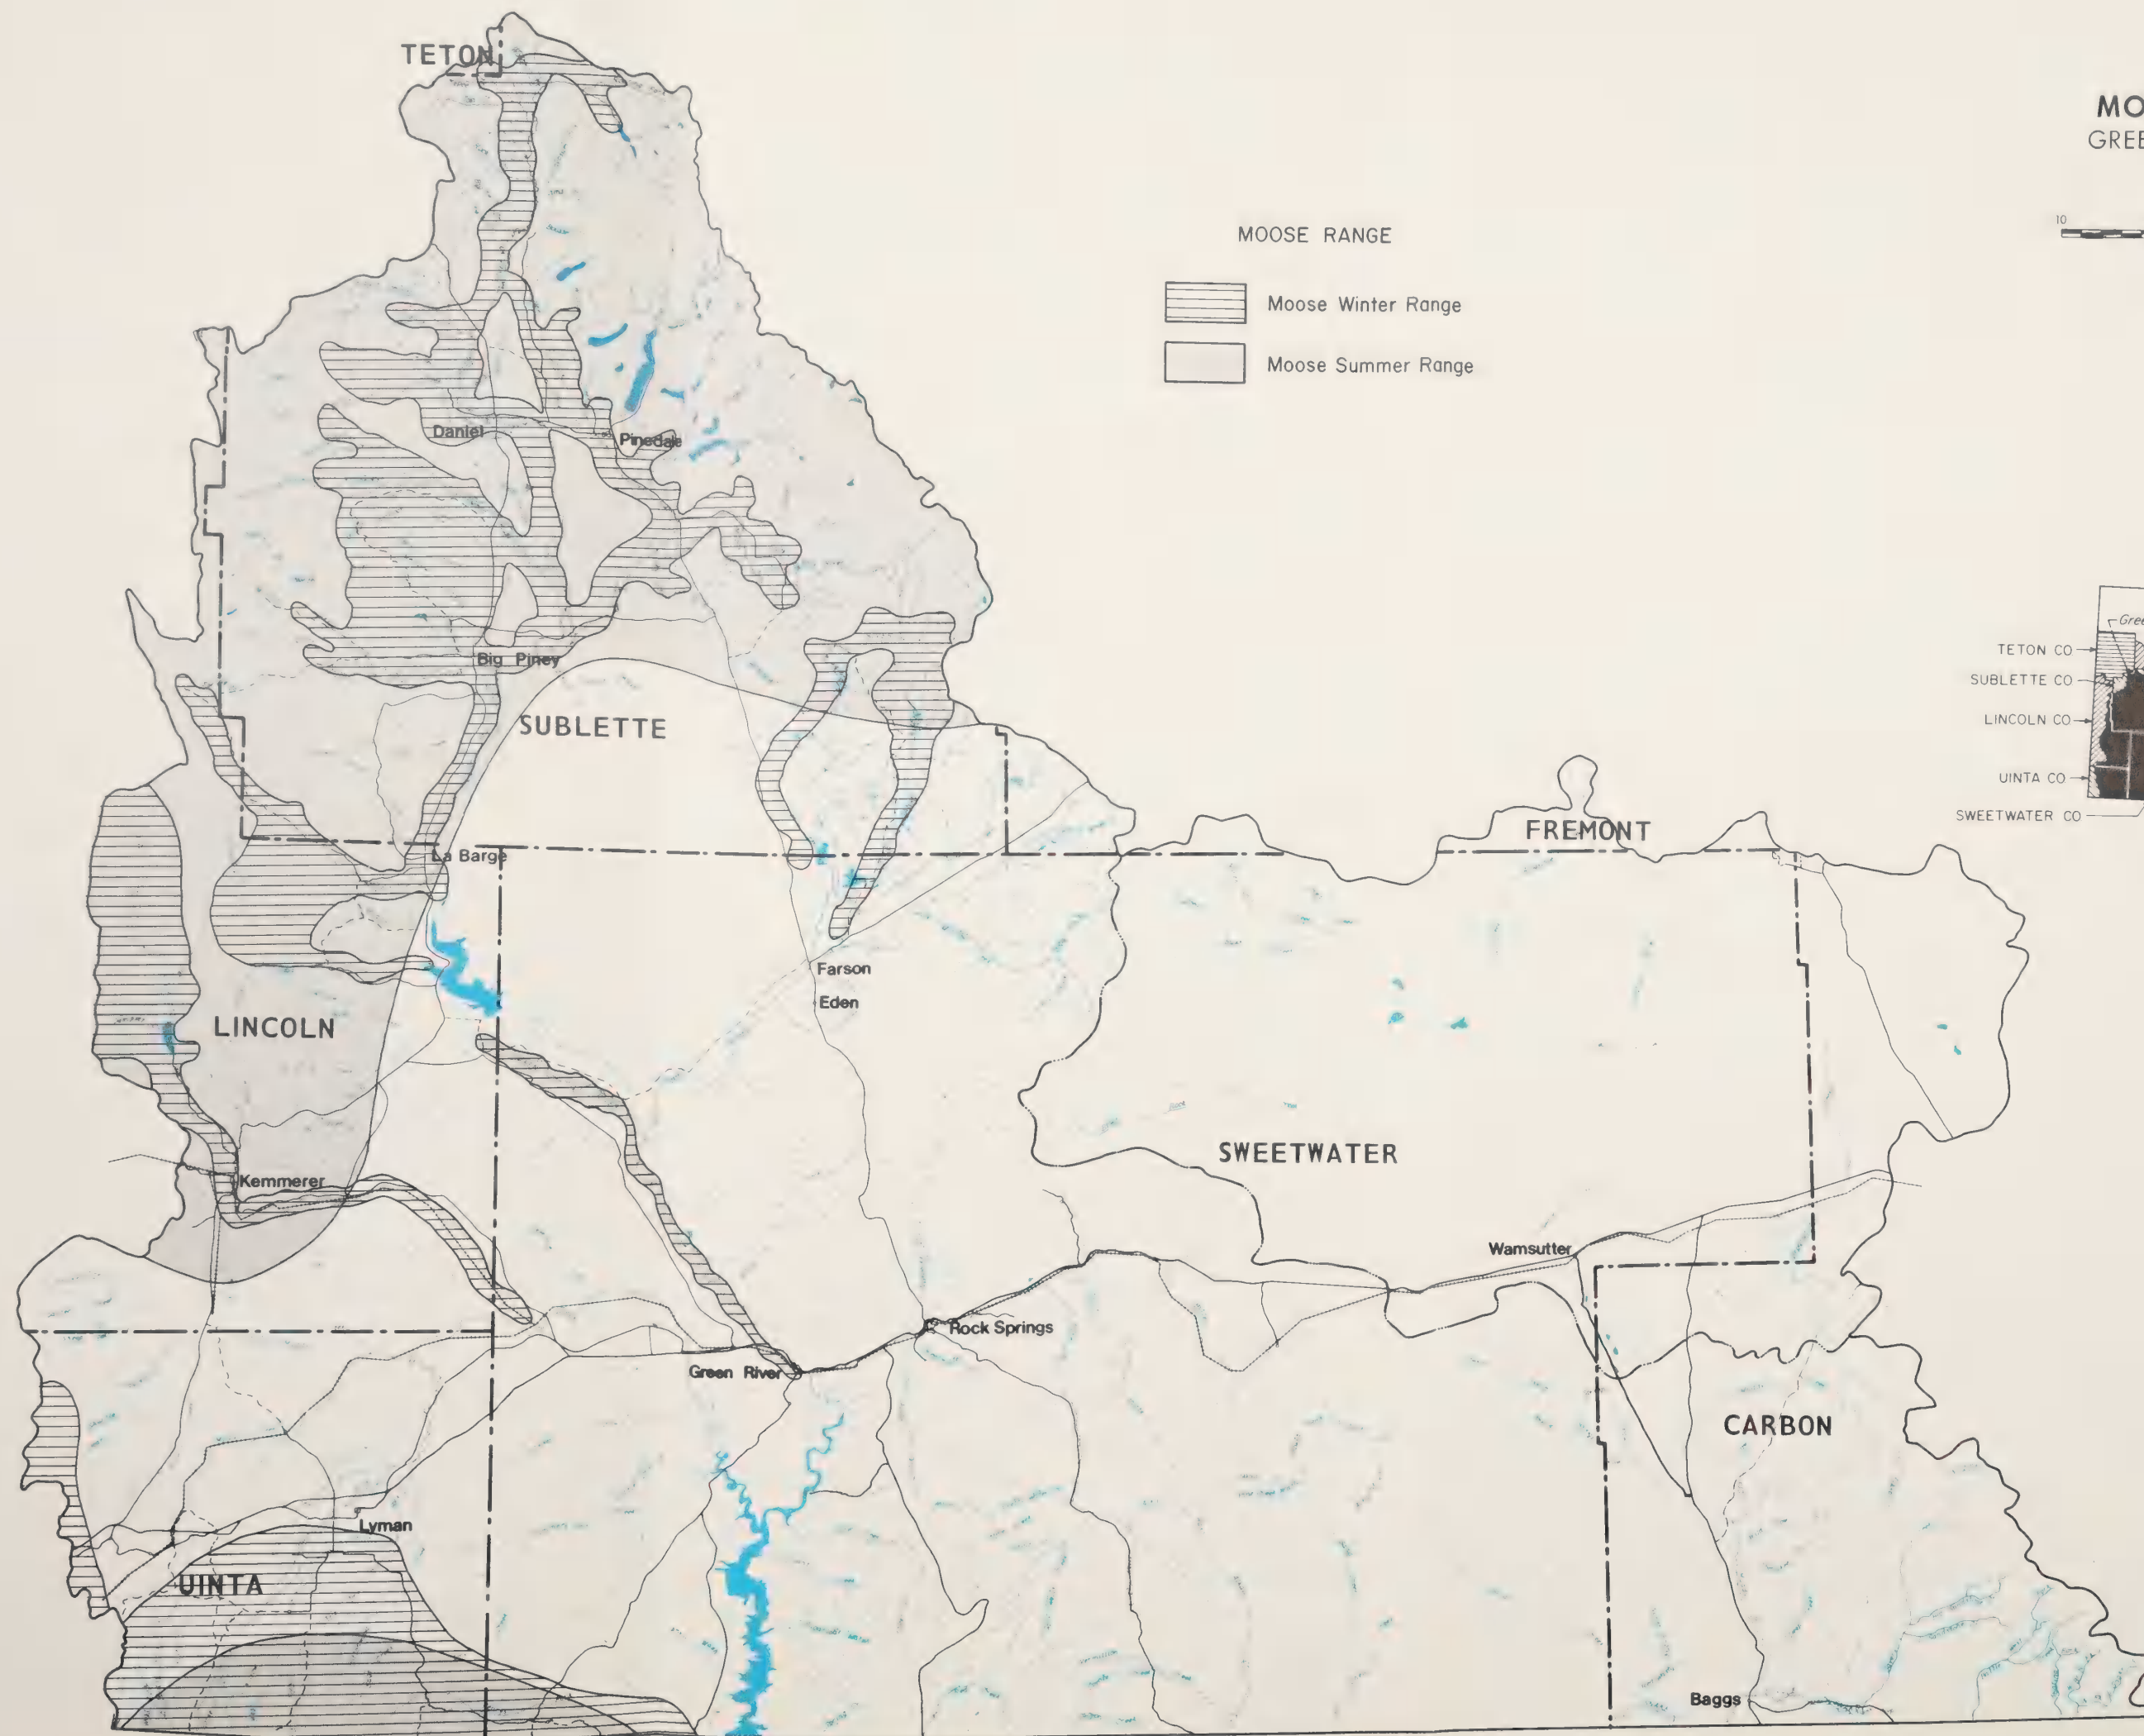 TETON
MO
GREE
10
MOOSE RANGE
Moose Winter Range
Moose Summer Range
Daniel
Pinedale
Gree
TETON CO
SUBLETTE CO
LINCOLN CO
UINTA CO
SWEETWATER CO
Big Piney
SUBLETTE
FREMONT
La Barge
Farson
Eden
LINCOLN
SWEETWATER
Kemmerer
Wamsutter
Rock Springs
Green River
CARBON
Lyman
UINTA
Baggs